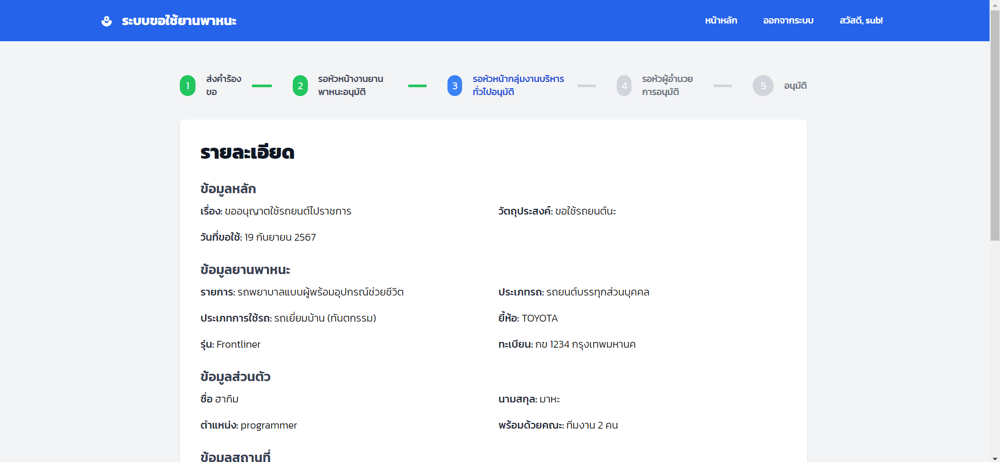 ระบบขอใช้ยานพาหนะ
หน้าหลัก
ออกจากระบบ
สวัสดี, sub!
1
ส่งคำร้อง
ขอ
2
รอหัวหน้างานยาน
พาหนะอนุมัติ
3
รอหัวหน้ากลุ่มงานบริหาร
ทั่วไปอนุมัติ
4
รอหัวผู้อำนวย
การอนุมัติ
5
อนุมัติ
รายละเอียด
ข้อมูลหลัก
เรื่อง: ขออนุญาตใช้รถยนต์ไปราชการ
วัตถุประสงค์: ขอใช้รถยนต์นะ
วันที่ขอใช้: 19 กันยายน 2567
ข้อมูลยานพาหนะ
รายการ: รถพยาบาลแบบผู้พร้อมอุปกรณ์ช่วยชีวิต
ประเภทรถ: รถยนต์บรรทุกส่วนบุคคล
ประเภทการใช้รถ: รถเยี่ยมบ้าน (ทันตกรรม)
ยี้ห้อ: TOYOTA
รุ่น: Frontliner
ทะเบียน: กข 1234 กรุงเทพมหานค
ข้อมูลส่วนตัว
ชื่อ ฮากิม
นามสกุล: มาหะ
ตำแหน่ง: programmer
พร้อมด้วยคณะ: ทีมงาน 2 คน
ข้อมูลสถานที่